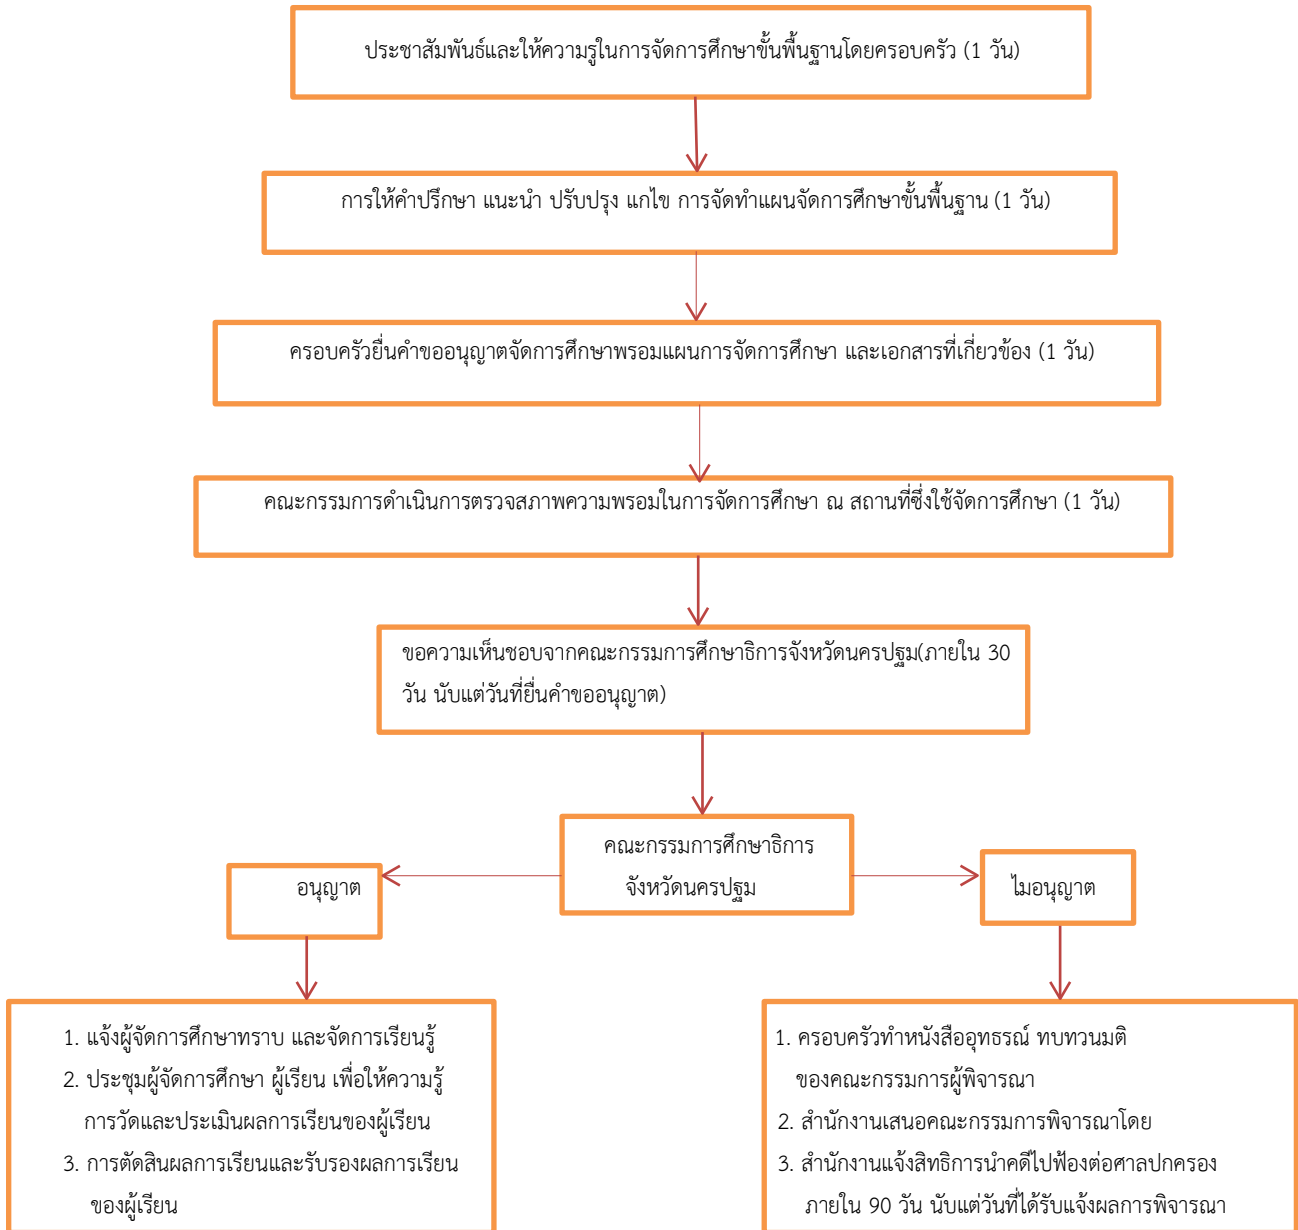 ประชาสัมพันธ์และให้ความรู้ในการจัดการศึกษาขั้นพื้นฐานโดยครอบครัว (1 วัน)
การให้คำปรึกษา แนะนำ ปรับปรุง แกไข การจัดทำแผนจัดการศึกษาขั้นพื้นฐาน (1 วัน)
ครอบครัวยื่นคำขออนุญาตจัดการศึกษาพรอมแผนการจัดการศึกษา และเอกสารที่เกี่ยวข้อง (1 วัน)
คณะกรรมการดำเนินการตรวจสภาพความพรอมในการจัดการศึกษา ณ สถานที่ซึ่งใช้จัดการศึกษา (1 วัน)
ขอความเห็นชอบจากคณะกรรมการศึกษาธิการจังหวัดนครปฐม(ภายใน 30
วัน นับแต่วันที่ยื่นคำขออนุญาต)
คณะกรรมการศึกษาธิการ
จังหวัดนครปฐม
อนุญาต
ไมอนุญาต
1. แจ้งผู้จัดการศึกษาทราบ และจัดการเรียนรู้
2. ประชุมผู้จัดการศึกษา ผู้เรียน เพื่อให้ความรู้
การวัดและประเมินผลการเรียนของผู้เรียน
3. การตัดสินผลการเรียนและรับรองผลการเรียน
ของผู้เรียน
1. ครอบครัวทำหนังสืออุทธรณ์ ทบทวนมติ
ของคณะกรรมการผู้พิจารณา
2. สำนักงานเสนอคณะกรรมการพิจารณาโดย
3. สำนักงานแจ้งสิทธิการนำคดีไปฟ้องต่อศาลปกครอง
ภายใน 90 วัน นับแต่วันที่ได้รับแจ้งผลการพิจารณา